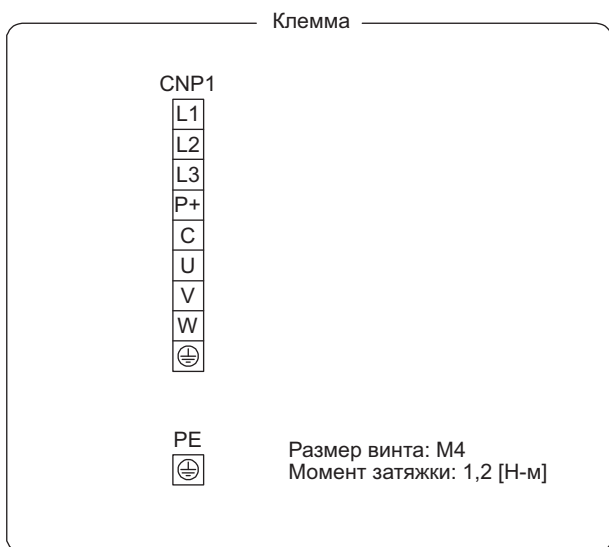 Клемма
CNP1
L1
L2
L3
P+
C
U
V
W
PE
Размер винта: M4
Момент затяжки: 1,2 [Н-м]